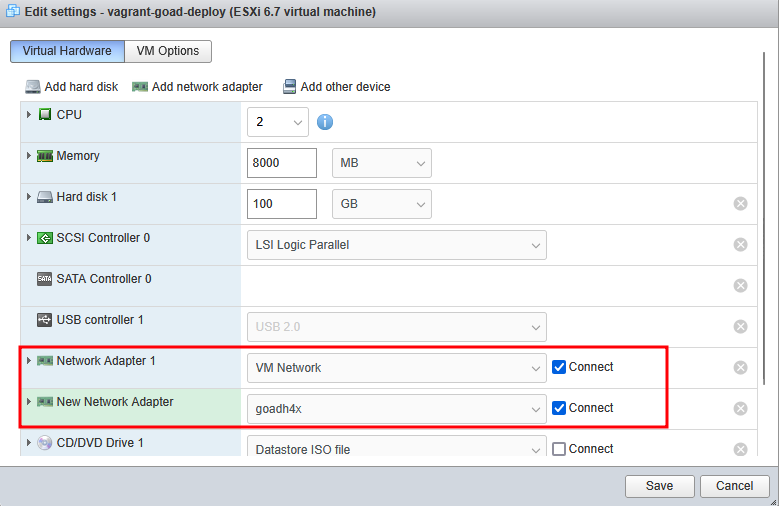 Edit settings - vagrant-goad-deploy (ESXi 6.7 virtual machine)
Virtual Hardware VM Options
Add hard disk Add network adapter Add other device
CPU 2
Memory 8000 MB
Hard disk 1 100 GB
SCSI Controller 0 LSI Logic Parallel
SATA SATA Controller 0
USB controller 1 USB 2.0
Network Adapter 1 VM Network Connect
New Network Adapter goadh4x Connect
CD/DVD Drive 1 Datastore ISO file Connect
Save Cancel